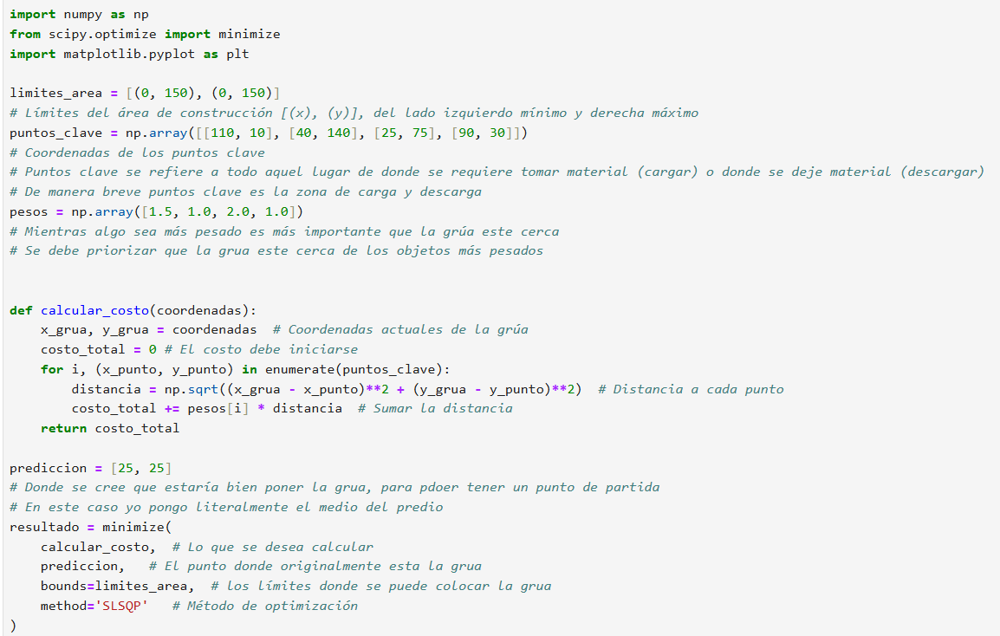 import numpy as np
from scipy.optimize import minimize
import matplotlib.pyplot as plt
limites_area = [(0, 150), (0, 150)]
# Límites del área de construcción [(x), (y)], del lado izquierdo mínimo y derecha máximo
puntos_clave = np.array([[110, 10], [40, 140], [25, 75], [90, 30]])
# Coordenadas de los puntos clave
# Puntos clave se refiere a todo aquel lugar de donde se requiere tomar material (cargar) o donde se deje material (descargar)
# De manera breve puntos clave es la zona de carga y descarga
pesos = np.array([1.5, 1.0, 2.0, 1.0])
# Mientras algo sea más pesado es más importante que la grúa este cerca
# Se debe priorizar que la grua este cerca de los objetos más pesados
def calcular_costo(coordenadas):
    x_grua, y_grua = coordenadas  # Coordenadas actuales de la grúa
    costo_total = 0 # El costo debe iniciarse
    for i, (x_punto, y_punto) in enumerate(puntos_clave):
        distancia = np.sqrt((x_grua - x_punto)**2 + (y_grua - y_punto)**2)  # Distancia a cada punto
        costo_total += pesos[i] * distancia  # Sumar la distancia
    return costo_total
prediccion = [25, 25]
# Donde se cree que estaría bien poner la grua, para pdoer tener un punto de partida
# En este caso yo pongo literalmente el medio del predio
resultado = minimize(
    calcular_costo,  # Lo que se desea calcular
    prediccion,   # El punto donde originalmente esta la grua
    bounds=limites_area,  # los límites donde se puede colocar la grua
    method='SLSQP'   # Método de optimización
)